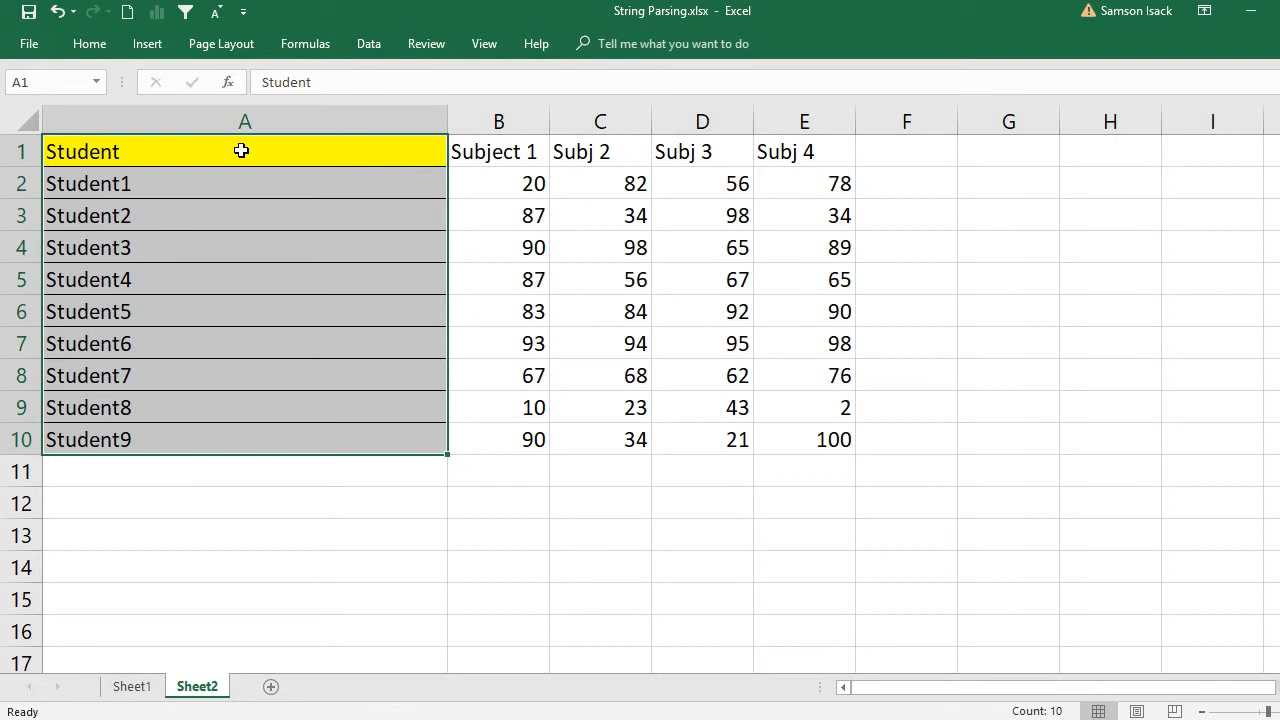 String Parsing.xlsx - Excel
Samson Isack
File Home Insert Page Layout Formulas Data Review View Help Tell me what you want to do
A1 fx Student
A B C D E F G H I
1 Student Subject 1 Subj 2 Subj 3 Subj 4
2 Student1 20 82 56 78
3 Student2 87 34 98 34
4 Student3 90 98 65 89
5 Student4 87 56 67 65
6 Student5 83 84 92 90
7 Student6 93 94 95 98
8 Student7 67 68 62 76
9 Student8 10 23 43 2
10 Student9 90 34 21 100
11
12
13
14
15
16
17
Sheet1 Sheet2
Ready Count: 10